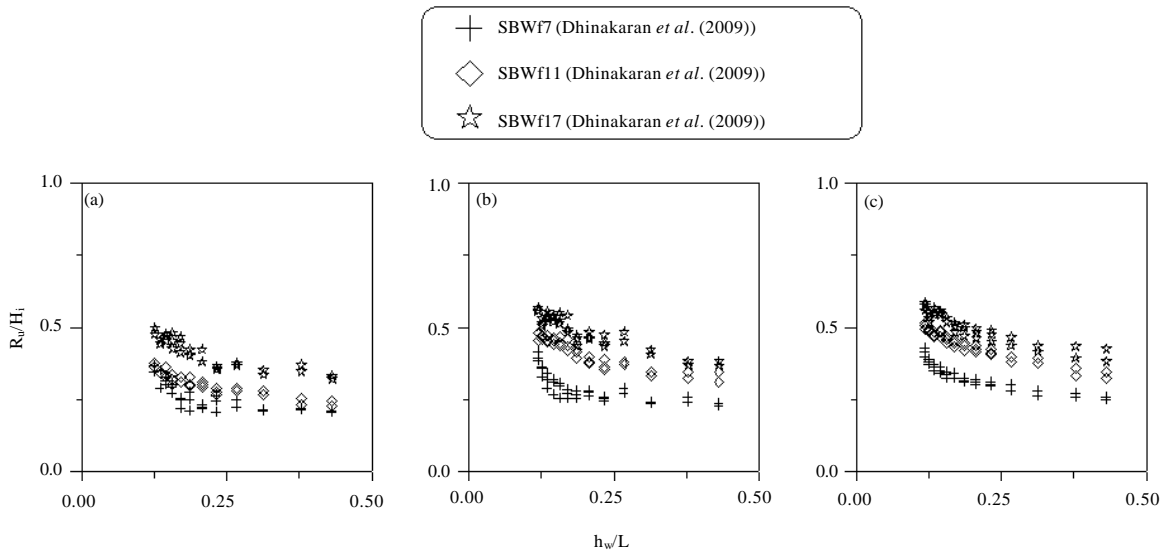 SBWf7 (Dhinakaran et al. (2009))
SBWf11 (Dhinakaran et al. (2009))
SBWf17 (Dhinakaran et al. (2009))
1.0 1.0 1.0
(a) (b) (c)
R_u/H_i
0.5 0.5 0.5
0.0 0.0 0.0
0.00 0.25 0.50 0.00 0.25 0.50 0.00 0.25 0.50
h_w/L